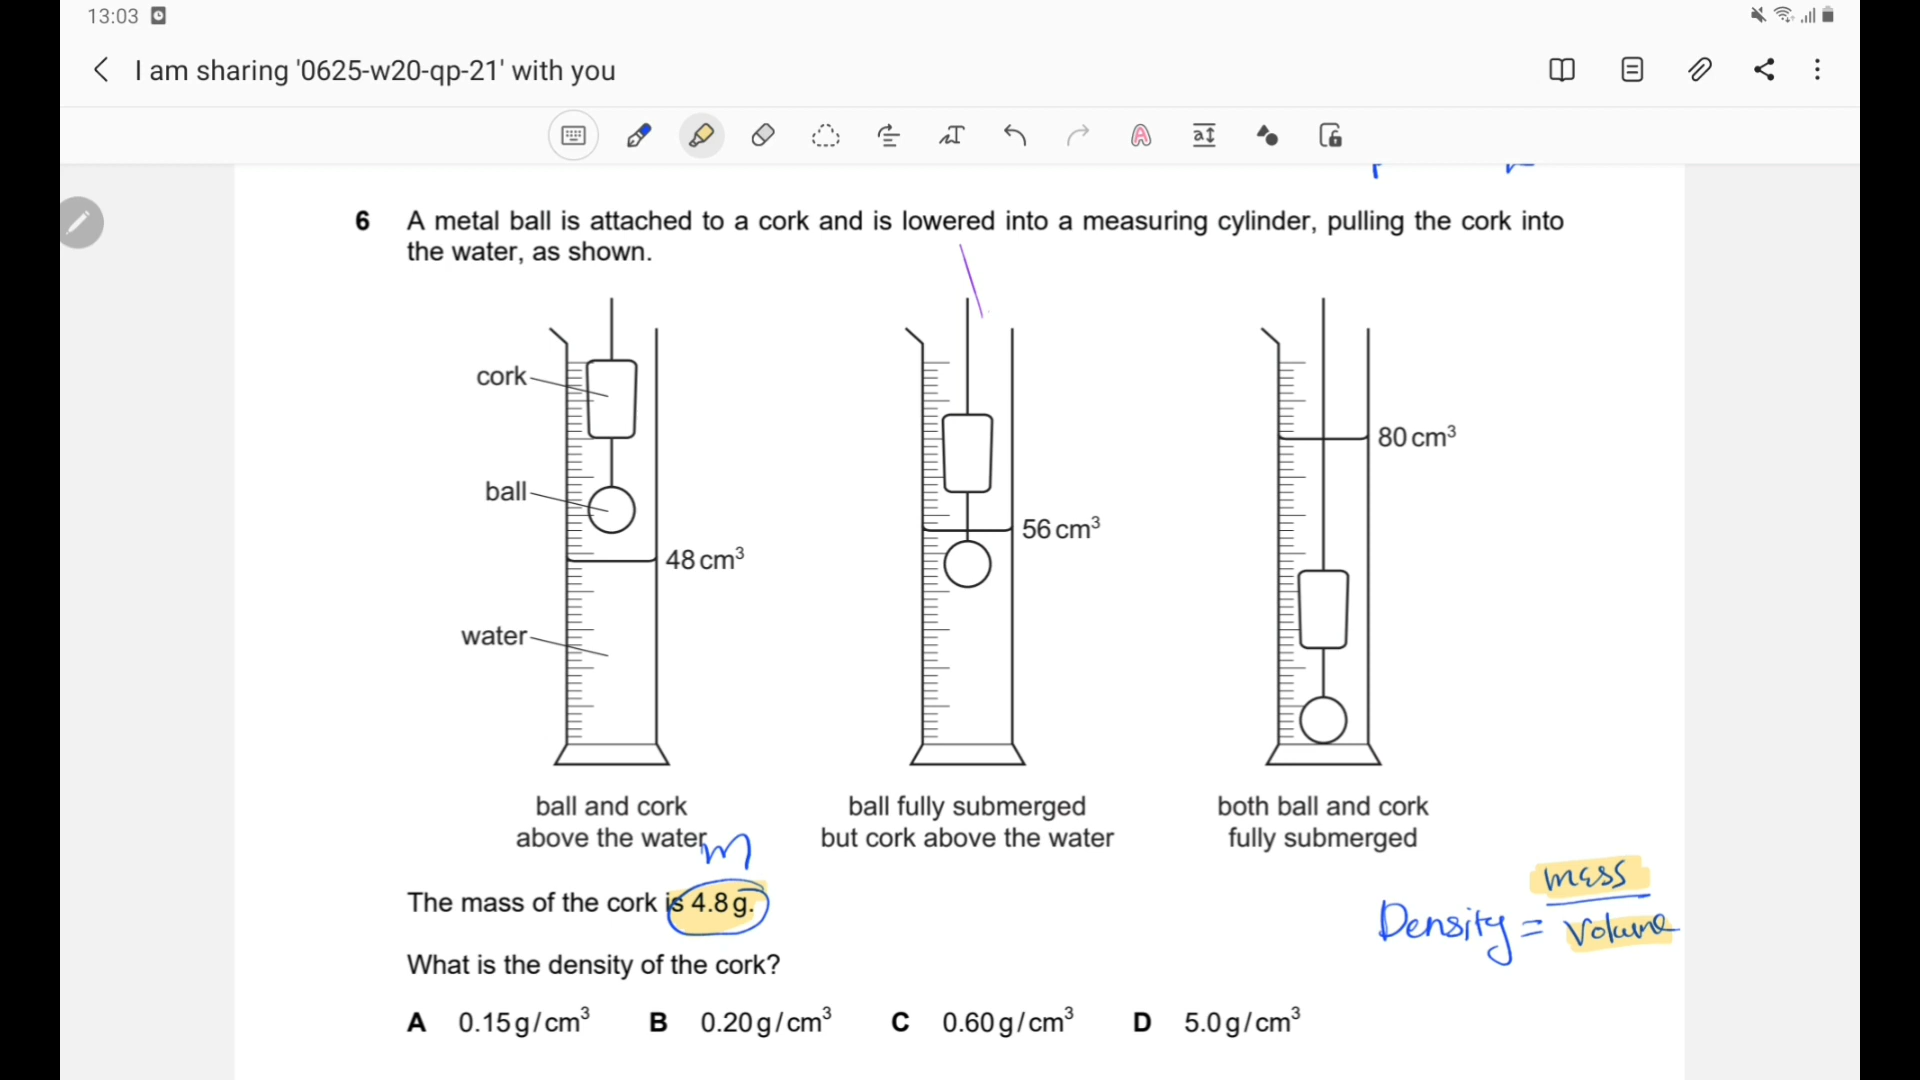 13:03
I am sharing '0625-w20-qp-21' with you
6 A metal ball is attached to a cork and is lowered into a measuring cylinder, pulling the cork into
the water, as shown.
cork
ball
water
48 cm³
56 cm³
80 cm³
ball and cork
above the water
ball fully submerged
but cork above the water
both ball and cork
fully submerged
m
The mass of the cork is 4.8 g.
mass
Density = volume
What is the density of the cork?
A 0.15 g/cm³ B 0.20 g/cm³ C 0.60 g/cm³ D 5.0 g/cm³